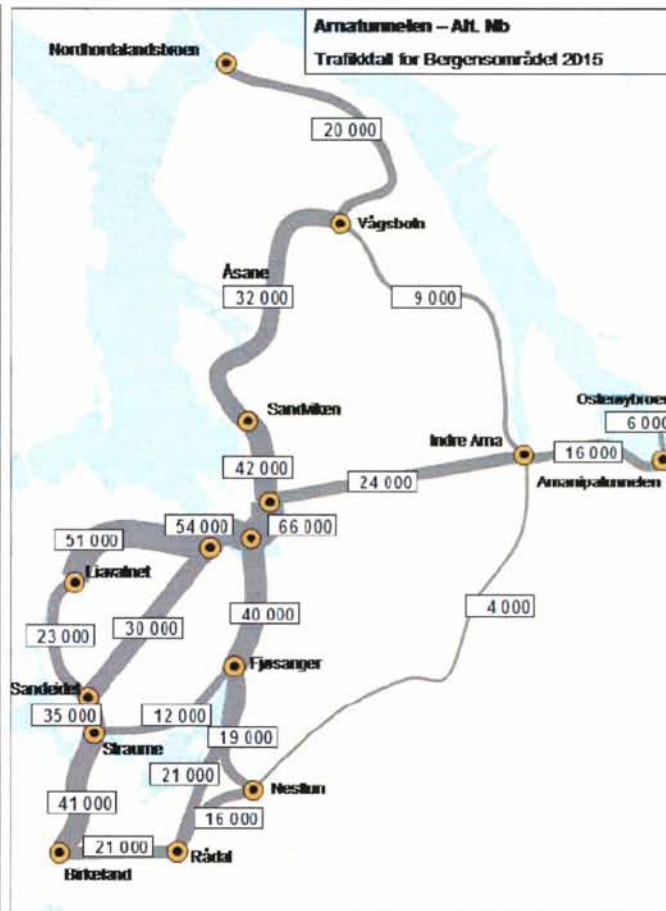 Arnatunnelen – Alt. Nb
Trafikktall for Bergensområdet 2015
Nordhordalandsbroen
20 000
Vågsbotn
Åsane
32 000
9 000
Sandviken
Osterøybroen
6 000
Indre Arna
42 000
16 000
24 000
Arnanipatunnelen
54 000
66 000
51 000
Liavatnet
40 000
4 000
30 000
23 000
Fjøsanger
Sandeidet
35 000
12 000
Straume
19 000
21 000
Nesttun
41 000
16 000
21 000
Rådal
Birkeland